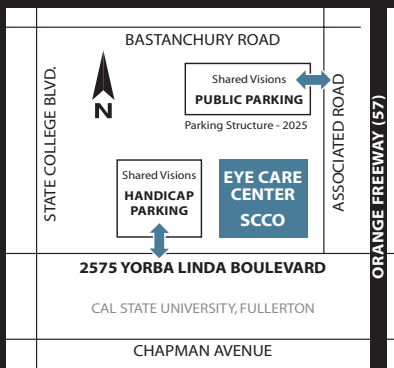 BASTANCHURY ROAD
STATE COLLEGE BLVD.
N
Shared Visions
PUBLIC PARKING
Parking Structure - 2025
ASSOCIATED ROAD
ORANGE FREEWAY (57)
Shared Visions
HANDICAP
PARKING
EYE CARE
CENTER
SCCO
2575 YORBA LINDA BOULEVARD
CAL STATE UNIVERSITY, FULLERTON
CHAPMAN AVENUE